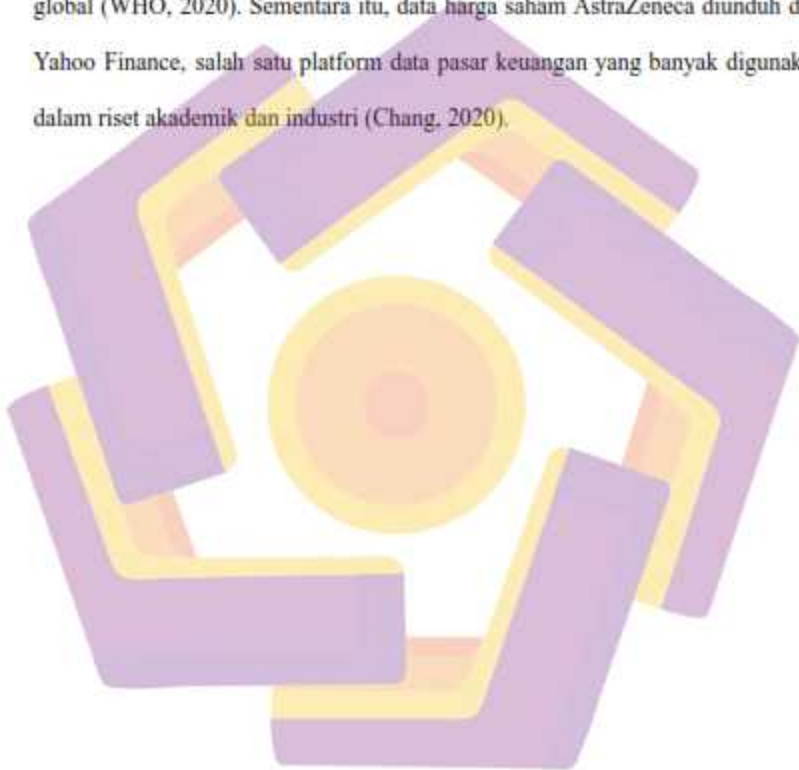 global (WHO, 2020). Sementara itu, data harga saham AstraZeneca diunduh d
Yahoo Finance, salah satu platform data pasar keuangan yang banyak digunak
dalam riset akademik dan industri (Chang, 2020).